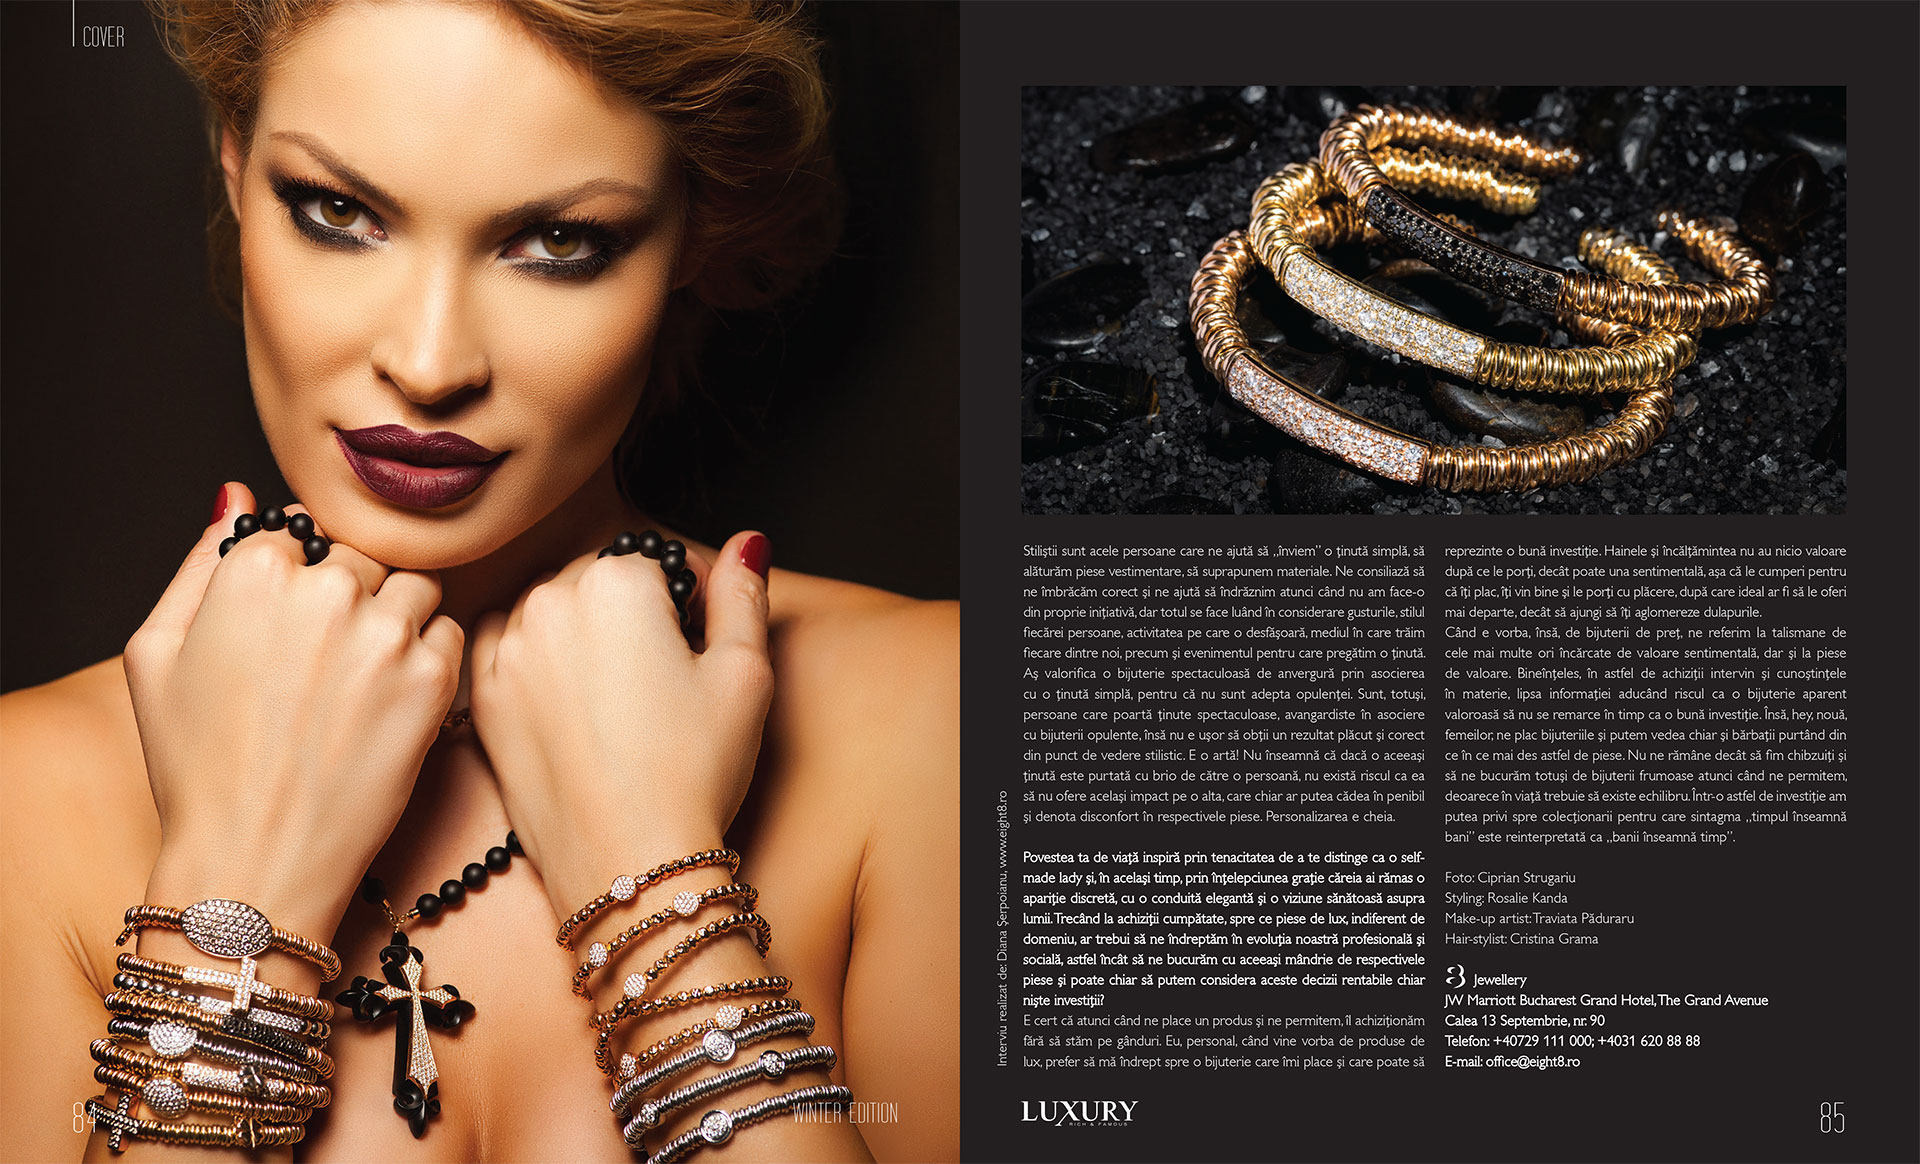 COVER
84
WINTER EDITION
Stiliştii sunt acele persoane care ne ajută să „înviem” o ţinută simplă, să
alăturăm piese vestimentare, să suprapunem materiale. Ne consiliază să
ne îmbrăcăm corect şi ne ajută să îndrăznim atunci când nu am face-o
din proprie iniţiativă, dar totul se face luând în considerare gusturile, stilul
fiecărei persoane, activitatea pe care o desfăşoară, mediul în care trăim
fiecare dintre noi, precum şi evenimentul pentru care pregătim o ţinută.
Aş valorifica o bijuterie spectaculoasă de anvergură prin asocierea
cu o ţinută simplă, pentru că nu sunt adepta opulenţei. Sunt, totuşi,
persoane care poartă ţinute spectaculoase, avangardiste în asociere
cu bijuterii opulente, însă nu e uşor să obţii un rezultat plăcut şi corect
din punct de vedere stilistic. E o artă! Nu înseamnă că dacă o aceeaşi
ţinută este purtată cu brio de către o persoană, nu există riscul ca ea
să nu ofere acelaşi impact pe o alta, care chiar ar putea cădea în penibil
şi denota disconfort în respectivele piese. Personalizarea e cheia.
Povestea ta de viaţă inspiră prin tenacitatea de a te distinge ca o self-
made lady şi, în acelaşi timp, prin înţelepciunea graţie căreia ai rămas o
apariţie discretă, cu o conduită elegantă şi o viziune sănătoasă asupra
lumii. Trecând la achiziţii cumpătate, spre ce piese de lux, indiferent de
domeniu, ar trebui să ne îndreptăm în evoluţia noastră profesională şi
socială, astfel încât să ne bucurăm cu aceeaşi mândrie de respectivele
piese şi poate chiar să putem considera aceste decizii rentabile chiar
nişte investiţii?
E cert că atunci când ne place un produs şi ne permitem, îl achiziţionăm
fără să stăm pe gânduri. Eu, personal, când vine vorba de produse de
lux, prefer să mă îndrept spre o bijuterie care îmi place şi care poate să
reprezinte o bună investiţie. Hainele şi încălţămintea nu au nicio valoare
după ce le porţi, decât poate una sentimentală, aşa că le cumperi pentru
că îţi plac, îţi vin bine şi le porţi cu plăcere, după care ideal ar fi să le oferi
mai departe, decât să ajungi să îţi aglomereze dulapurile.
Când e vorba, însă, de bijuterii de preţ, ne referim la talismane de
cele mai multe ori încărcate de valoare sentimentală, dar şi la piese
de valoare. Bineînţeles, în astfel de achiziţii intervin şi cunoştinţele
în materie, lipsa informaţiei aducând riscul ca o bijuterie aparent
valoroasă să nu se remarce în timp ca o bună investiţie. Însă, hey, nouă,
femeilor, ne plac bijuteriile şi putem vedea chiar şi bărbaţii purtând din
ce în ce mai des astfel de piese. Nu ne rămâne decât să fim chibzuiţi şi
să ne bucurăm totuşi de bijuterii frumoase atunci când ne permitem,
deoarece în viaţă trebuie să existe echilibru. Într-o astfel de investiţie am
putea privi spre colecţionarii pentru care sintagma „timpul înseamnă
bani” este reinterpretată ca „banii înseamnă timp”.
Foto: Ciprian Strugariu
Styling: Rosalie Kanda
Make-up artist: Traviata Păduraru
Hair-stylist: Cristina Grama
Jewellery
JW Marriott Bucharest Grand Hotel, The Grand Avenue
Calea 13 Septembrie, nr. 90
Telefon: +40729 111 000; +4031 620 88 88
E-mail: office@eight8.ro
Interviu realizat de: Diana Şerpoianu, www.eight8.ro
LUXURY
RICH & FAMOUS
85